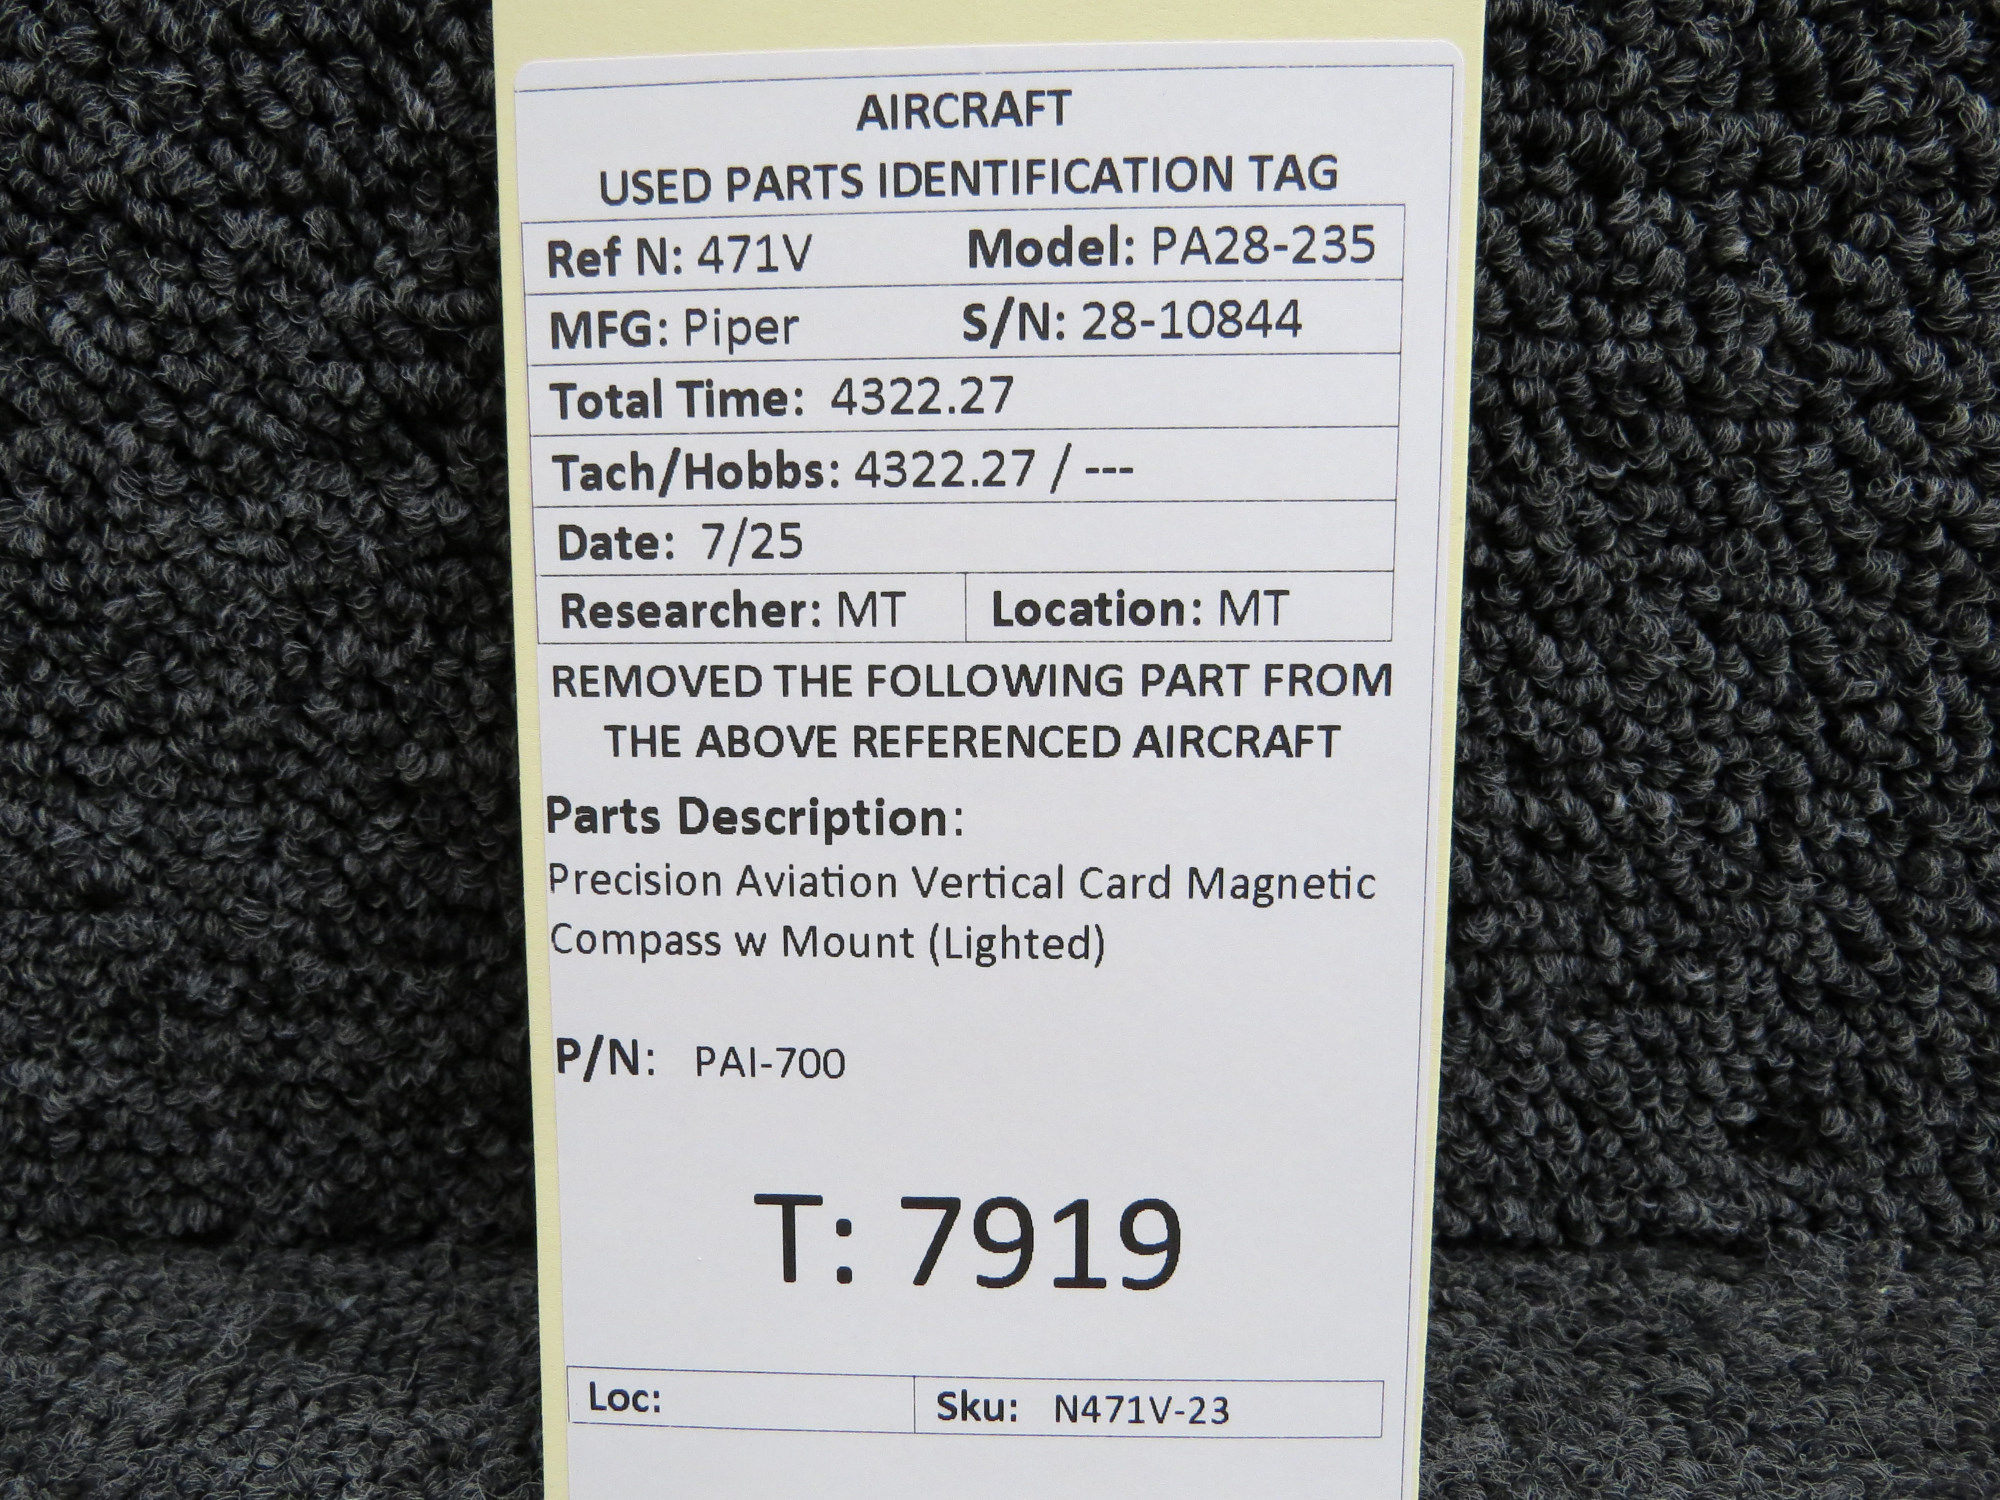 AIRCRAFT
USED PARTS IDENTIFICATION TAG
Ref N: 471V Model: PA28-235
MFG: Piper S/N: 28-10844
Total Time: 4322.27
Tach/Hobbs: 4322.27 / ---
Date: 7/25
Researcher: MT Location: MT
REMOVED THE FOLLOWING PART FROM
THE ABOVE REFERENCED AIRCRAFT
Parts Description:
Precision Aviation Vertical Card Magnetic
Compass w Mount (Lighted)
P/N: PAI-700
T: 7919
Loc: Sku: N471V-23